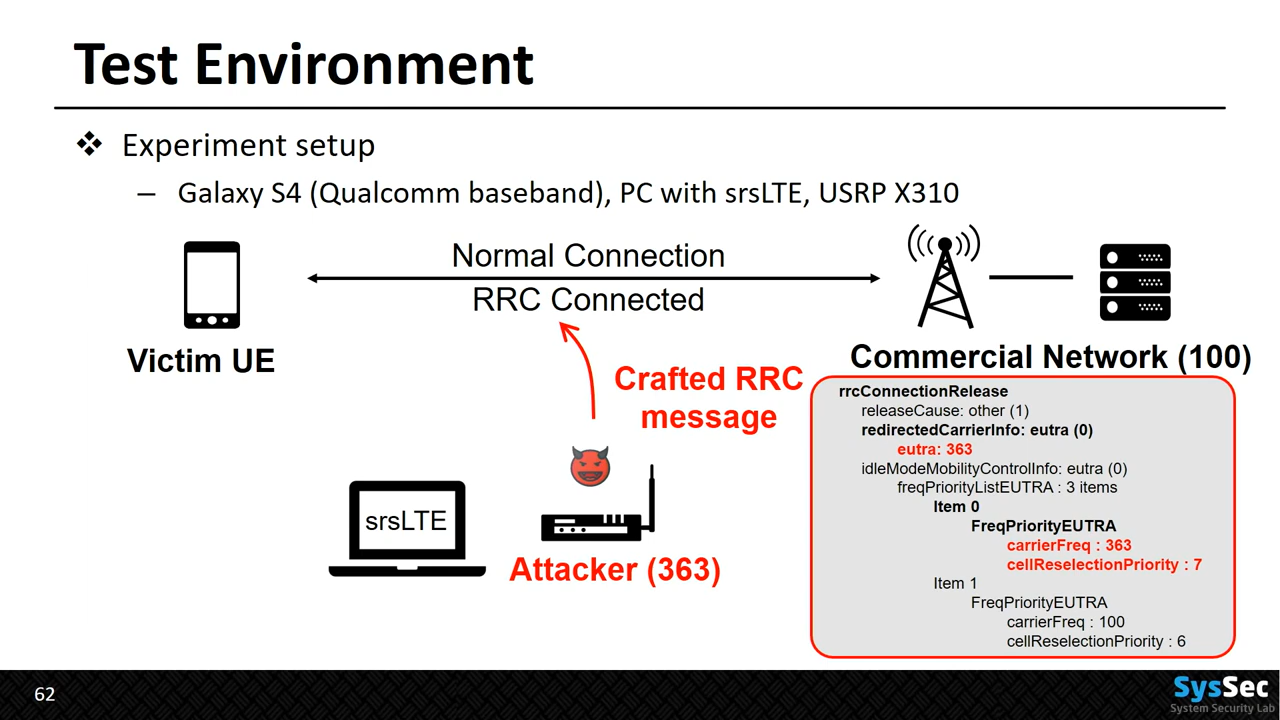 Test Environment
❖ Experiment setup
– Galaxy S4 (Qualcomm baseband), PC with srsLTE, USRP X310
Normal Connection
RRC Connected
Victim UE
Commercial Network (100)
Crafted RRC
message
srsLTE
Attacker (363)
rrcConnectionRelease
releaseCause: other (1)
redirectedCarrierInfo: eutra (0)
eutra: 363
idleModeMobilityControlInfo: eutra (0)
freqPriorityListEUTRA : 3 items
Item 0
FreqPriorityEUTRA
carrierFreq : 363
cellReselectionPriority : 7
Item 1
FreqPriorityEUTRA
carrierFreq : 100
cellReselectionPriority : 6
62
SysSec
System Security Lab